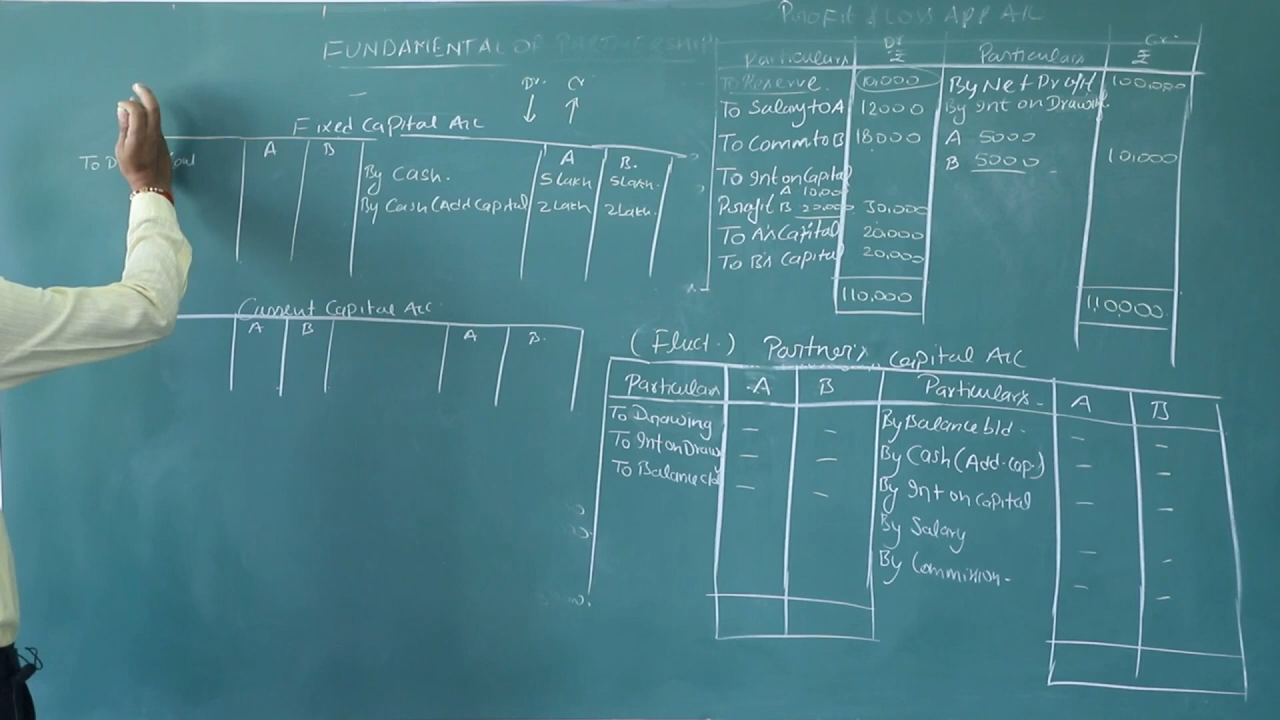 FUNDAMENTAL OF PARTNERSHIP
Dr. Cr
Fixed Capital A/c
A B A B.
To
By Cash. 5 Lakh 5 Lakh.
By Cash (Add Capital) 2 Lakh 2 Lakh.
Current Capital A/c
A B A B.
Profit & Loss APP A/c
Dr Cr.
Particulars ₹ Particulars ₹
To Reserve 10,000 By Net Profit 100,000
To Salary to A 12000 By Int on Drawing
To Comm to B 18000 A 5000
B 5000 10,000
To Int on Capital
A 10,000
Profit B 20,000 30,000
To A's Capital 20,000
To B's Capital 20,000
110,000 110,000
(Fluct.) Partner's Capital A/c
Particulars A B Particulars A B
To Drawing – – By Balance b/d – –
To Int on Draw – – By Cash (Add. Cap.) – –
To Balance c/d – – By Int on Capital – –
By Salary – –
By Commission – –